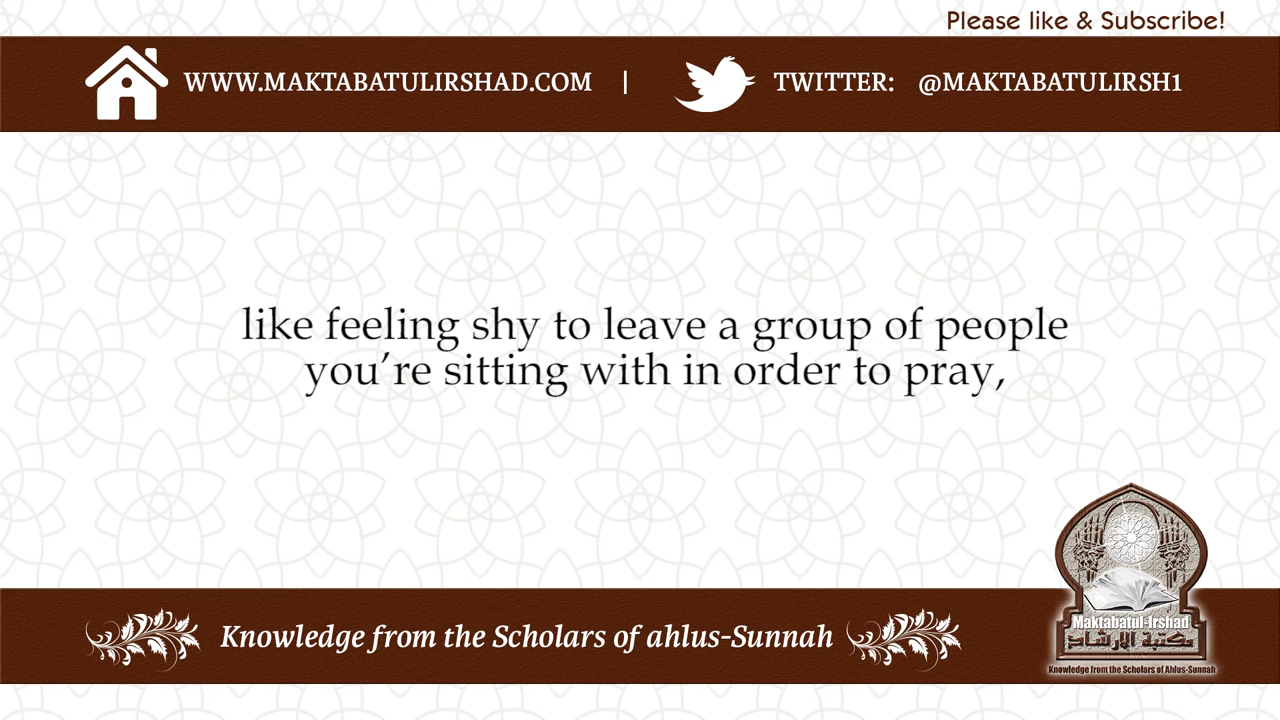 Please like & Subscribe!
WWW.MAKTABATULIRSHAD.COM | TWITTER: @MAKTABATULIRSH1
like feeling shy to leave a group of people
you’re sitting with in order to pray,
Knowledge from the Scholars of ahlus-Sunnah
Maktabatul-Irshad
مكتبة الإرشاد
Knowledge from the Scholars of Ahlus-Sunnah